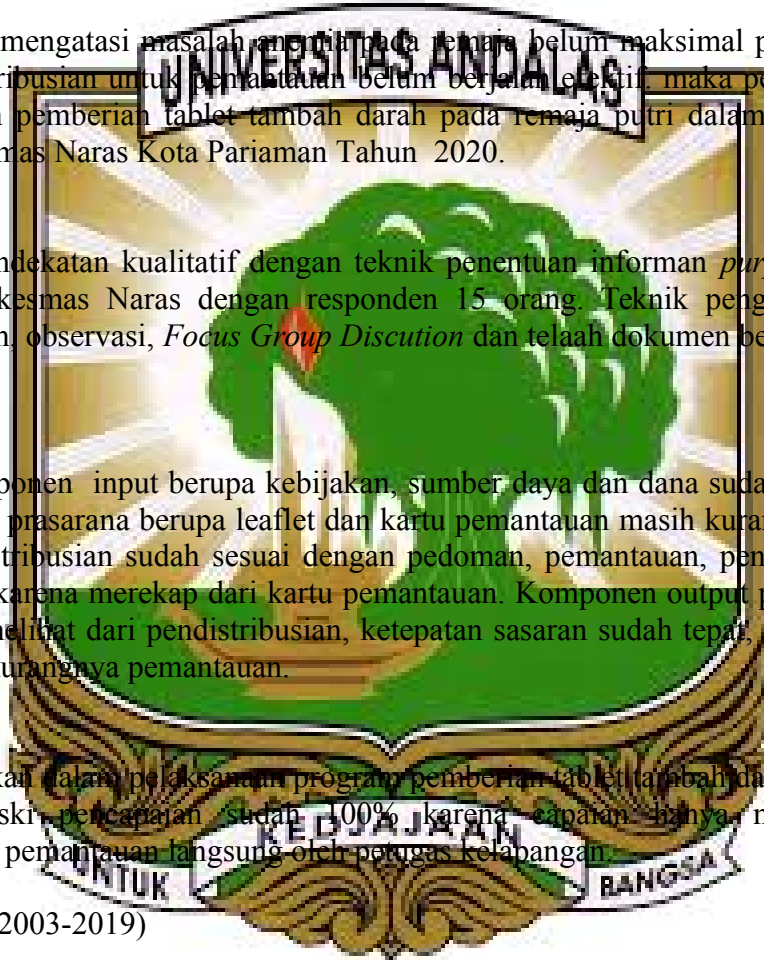 UNIVERSITAS ANDALAS
mengatasi masalah anemia pada remaja belum maksimal p
ribusian untuk pemantauan belum berjalan efektif. maka pe
pemberian tablet tambah darah pada remaja putri dalam
mas Naras Kota Pariaman Tahun 2020.
ndekatan kualitatif dengan teknik penentuan informan pur
kesmas Naras dengan responden 15 orang. Teknik peng
n, observasi, Focus Group Discution dan telaah dokumen be
ponen input berupa kebijakan, sumber daya dan dana suda
prasarana berupa leaflet dan kartu pemantauan masih kuran
tribusian sudah sesuai dengan pedoman, pemantauan, pen
karena merekap dari kartu pemantauan. Komponen output p
melihat dari pendistribusian, ketepatan sasaran sudah tepat,
urangnya pemantauan.
kan dalam pelaksanaan program pemberian tablet tambah da
ski pencapaian sudah 100% karena capaian hanya m
pemantauan langsung oleh petugas kelapangan.
UNTUK KEDJAJAAN BANGSA
2003-2019)